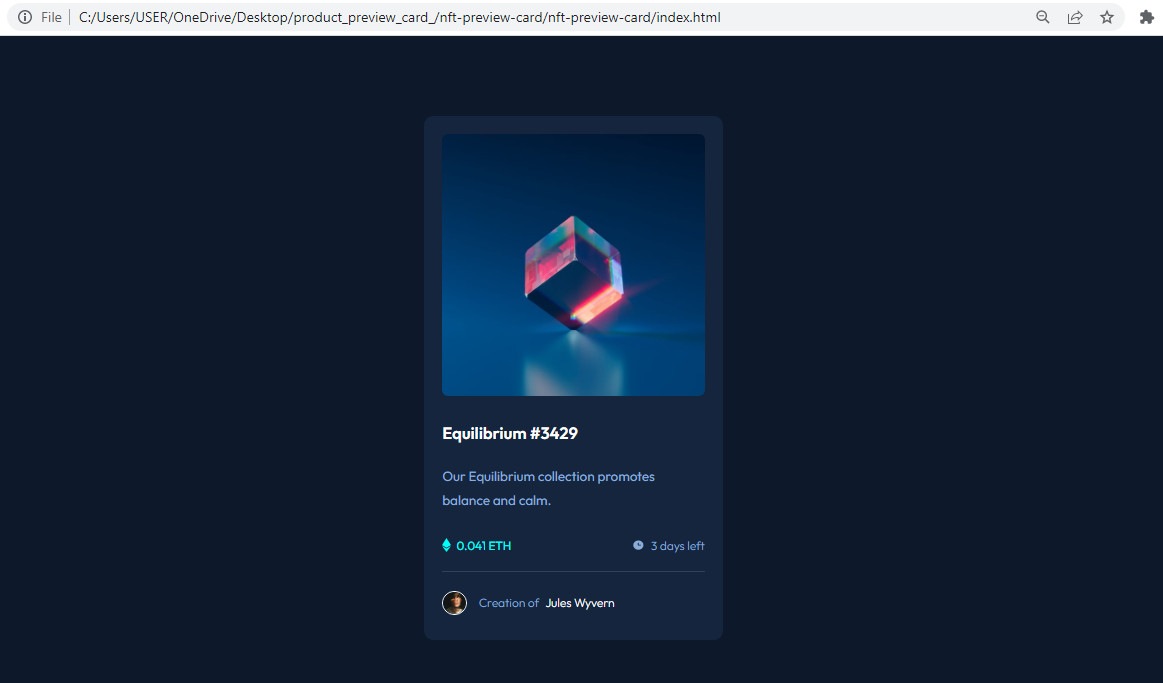 File
C:/Users/USER/OneDrive/Desktop/product_preview_card_/nft-preview-card/nft-preview-card/index.html
Equilibrium #3429
Our Equilibrium collection promotes
balance and calm.
0.041 ETH 3 days left
Creation of Jules Wyvern